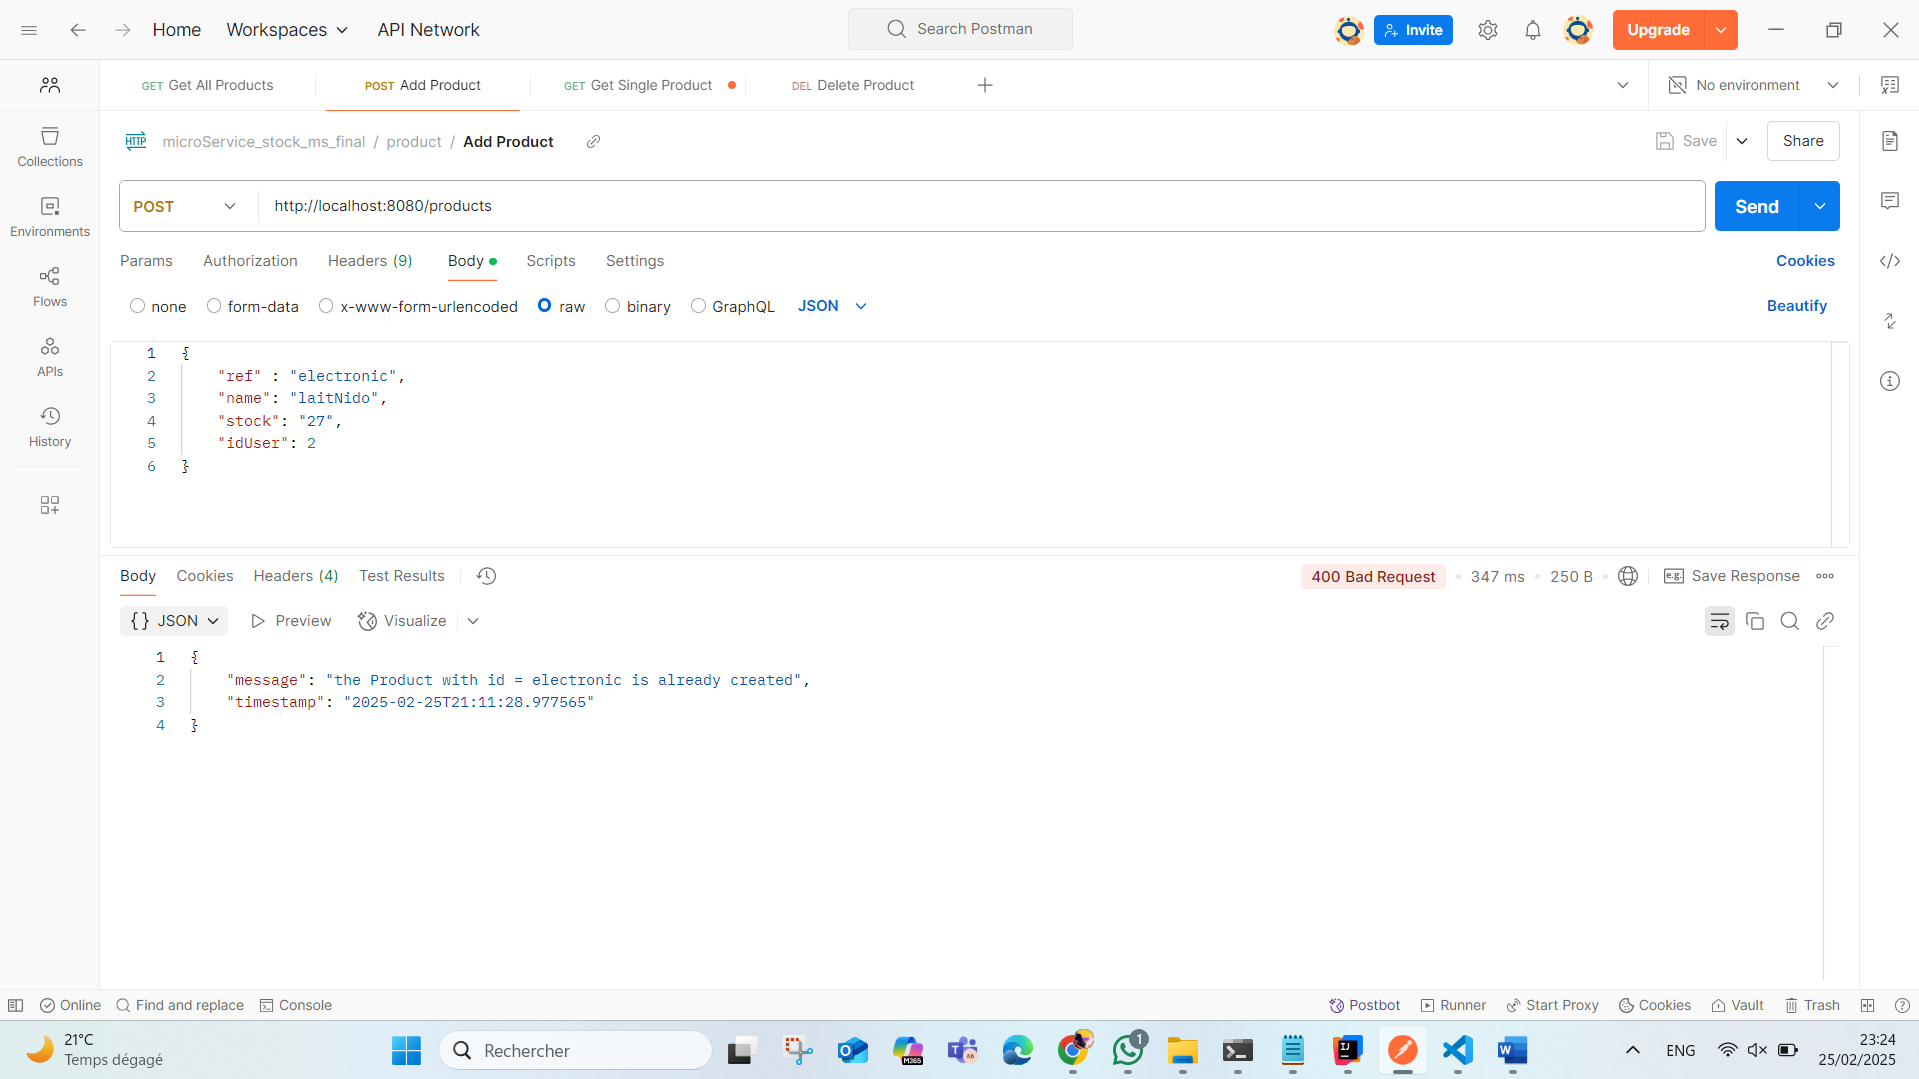 Home Workspaces API Network Search Postman Invite Upgrade
GET Get All Products POST Add Product GET Get Single Product DEL Delete Product No environment
HTTP microService_stock_ms_final / product / Add Product Save Share
Collections
Environments
Flows
APIs
History
POST http://localhost:8080/products Send
Params Authorization Headers (9) Body Scripts Settings Cookies
none form-data x-www-form-urlencoded raw binary GraphQL JSON Beautify
1 {
2 "ref" : "electronic",
3 "name": "laitNido",
4 "stock": "27",
5 "idUser": 2
6 }
Body Cookies Headers (4) Test Results 400 Bad Request 347 ms 250 B e.g. Save Response
{} JSON Preview Visualize
1 {
2 "message": "the Product with id = electronic is already created",
3 "timestamp": "2025-02-25T21:11:28.977565"
4 }
Online Find and replace Console Postbot Runner Start Proxy Cookies Vault Trash
21°C
Temps dégagé
Rechercher
M365
1
IJ
W
ENG
23:24
25/02/2025